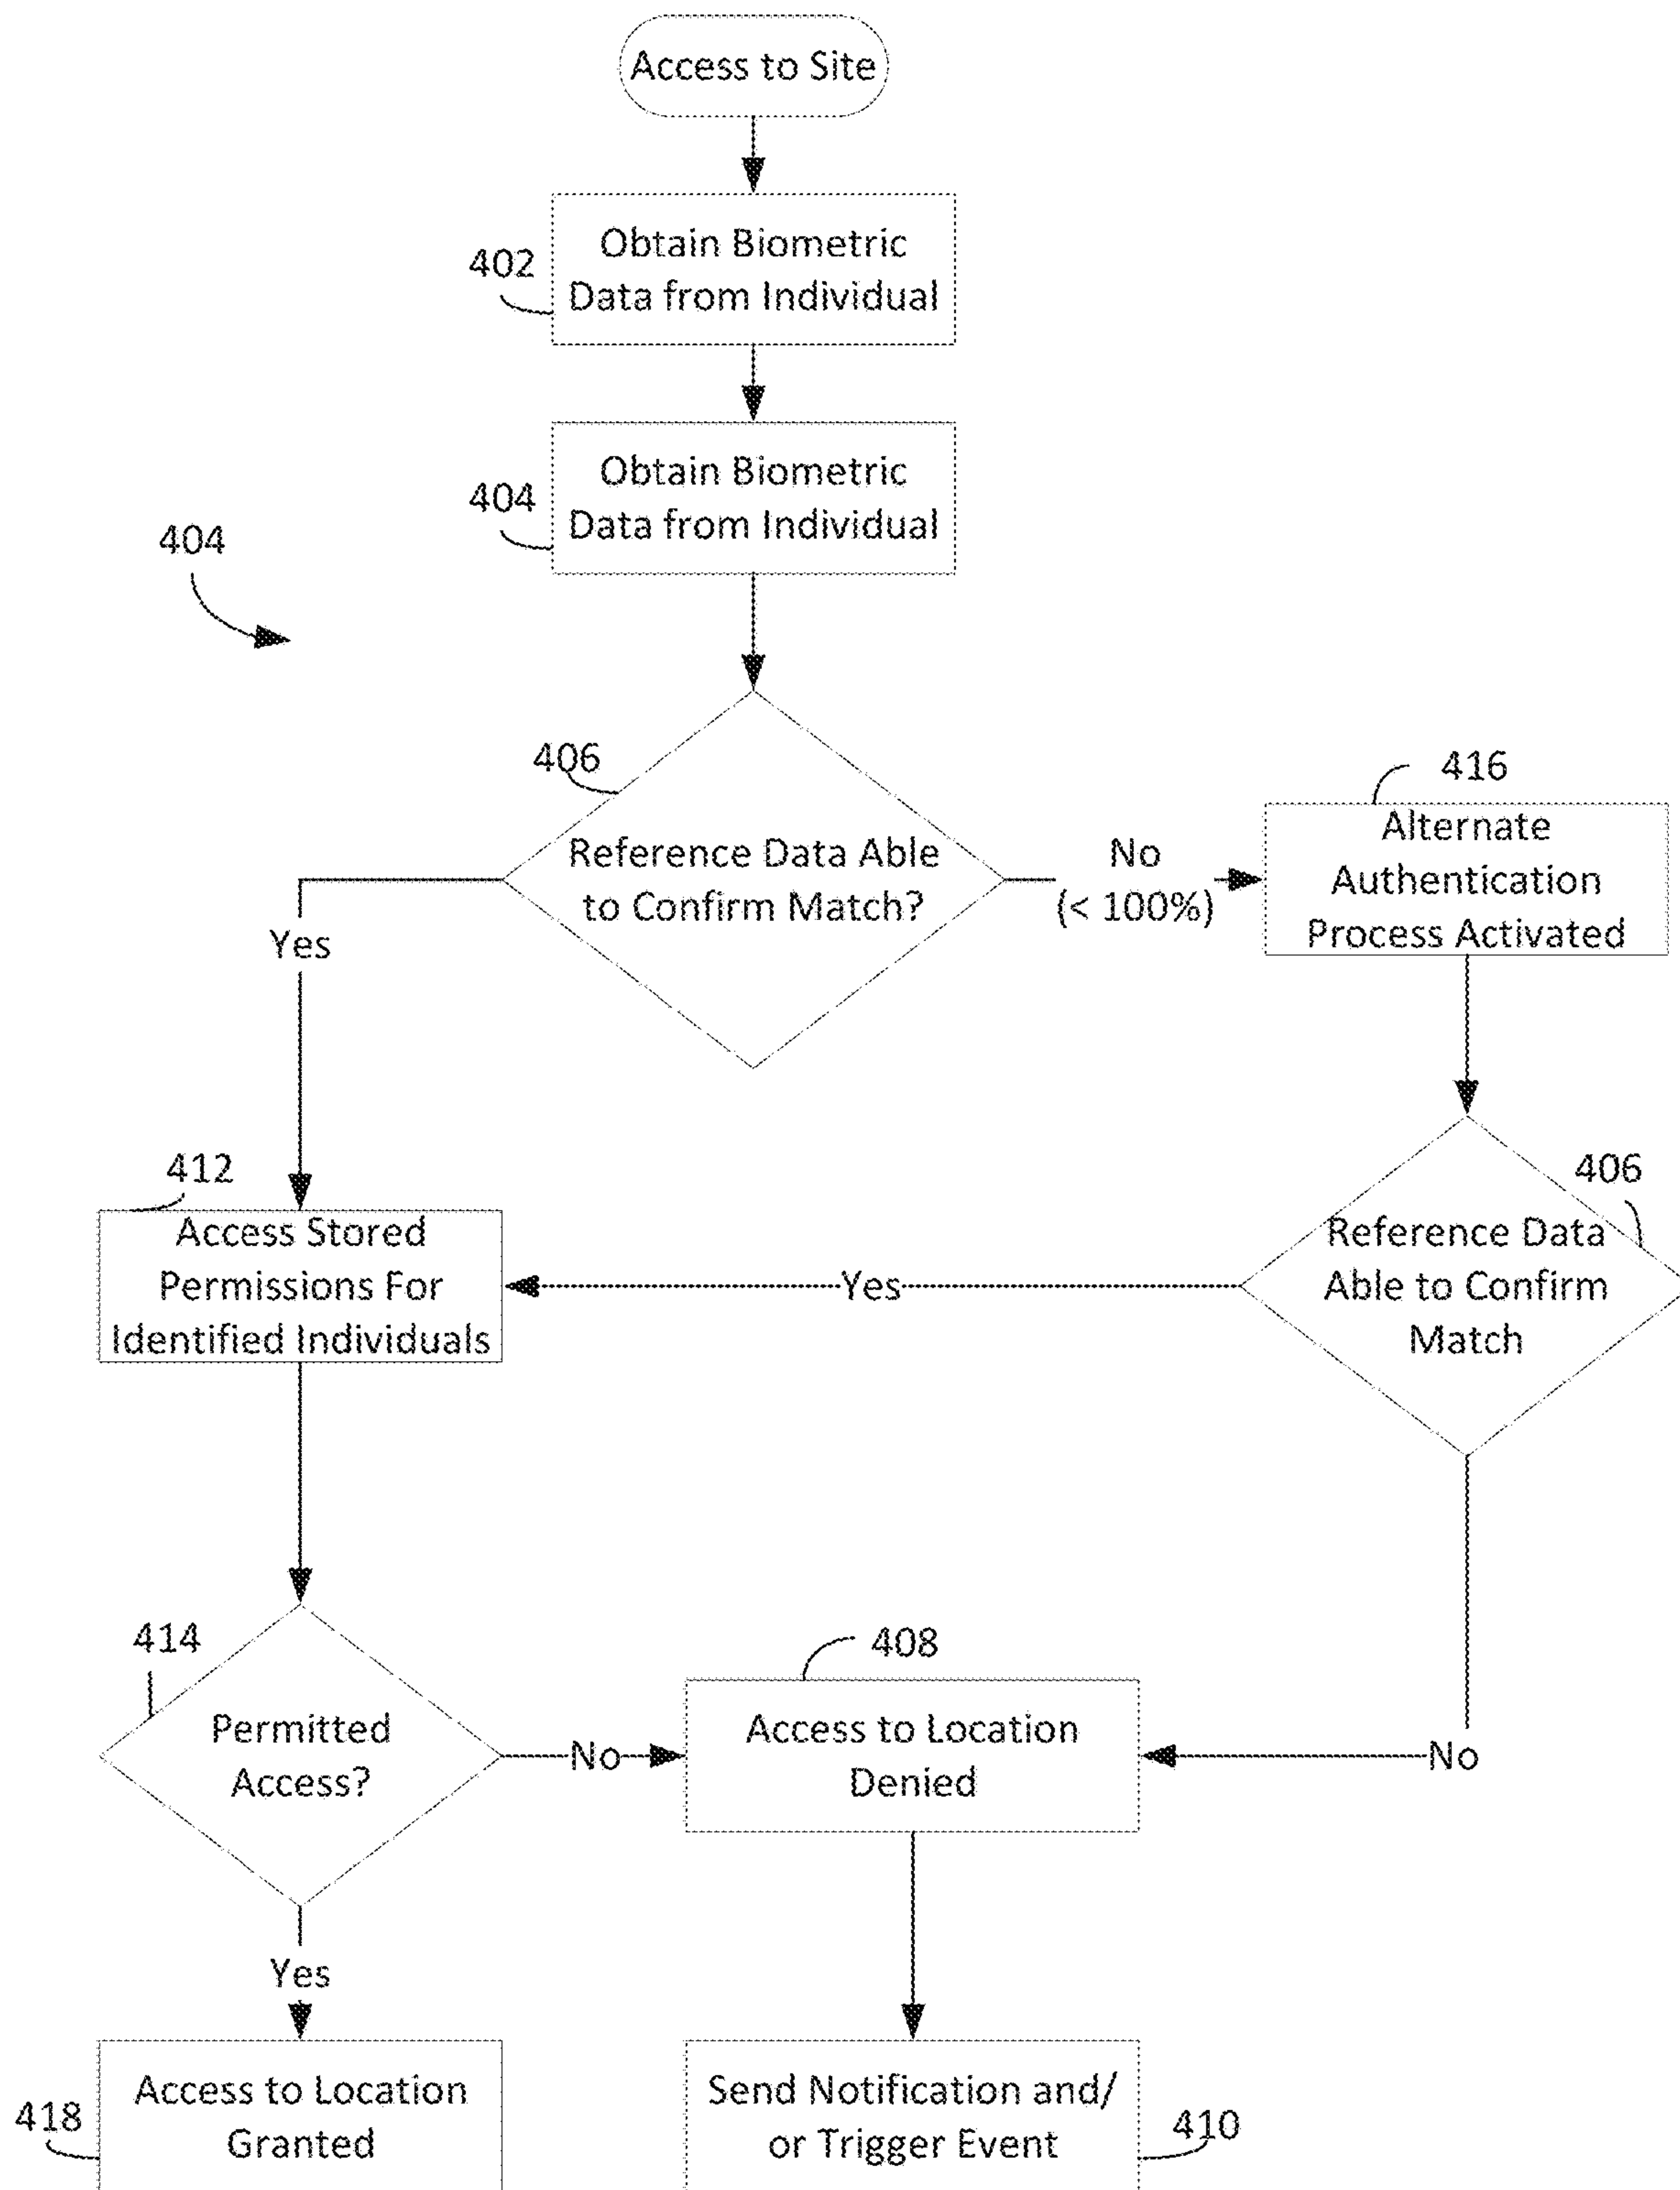 Access to Site
402
Obtain Biometric
Data from Individual
404
Obtain Biometric
Data from Individual
404
406
Reference Data Able
to Confirm Match?
No
(< 100%)
416
Alternate
Authentication
Process Activated
Yes
412
Access Stored
Permissions For
Identified Individuals
Yes
406
Reference Data
Able to Confirm
Match
414
Permitted
Access?
No
408
Access to Location
Denied
No
Yes
418
Access to Location
Granted
Send Notification and/
or Trigger Event
410